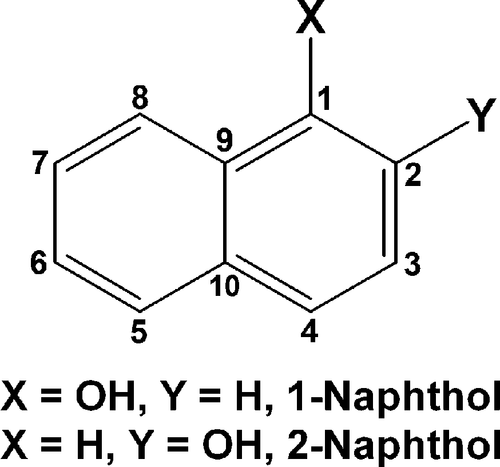 X
Y
8
1
9
7
2
6
10
3
5
4
X = OH, Y = H, 1-Naphthol
X = H, Y = OH, 2-Naphthol